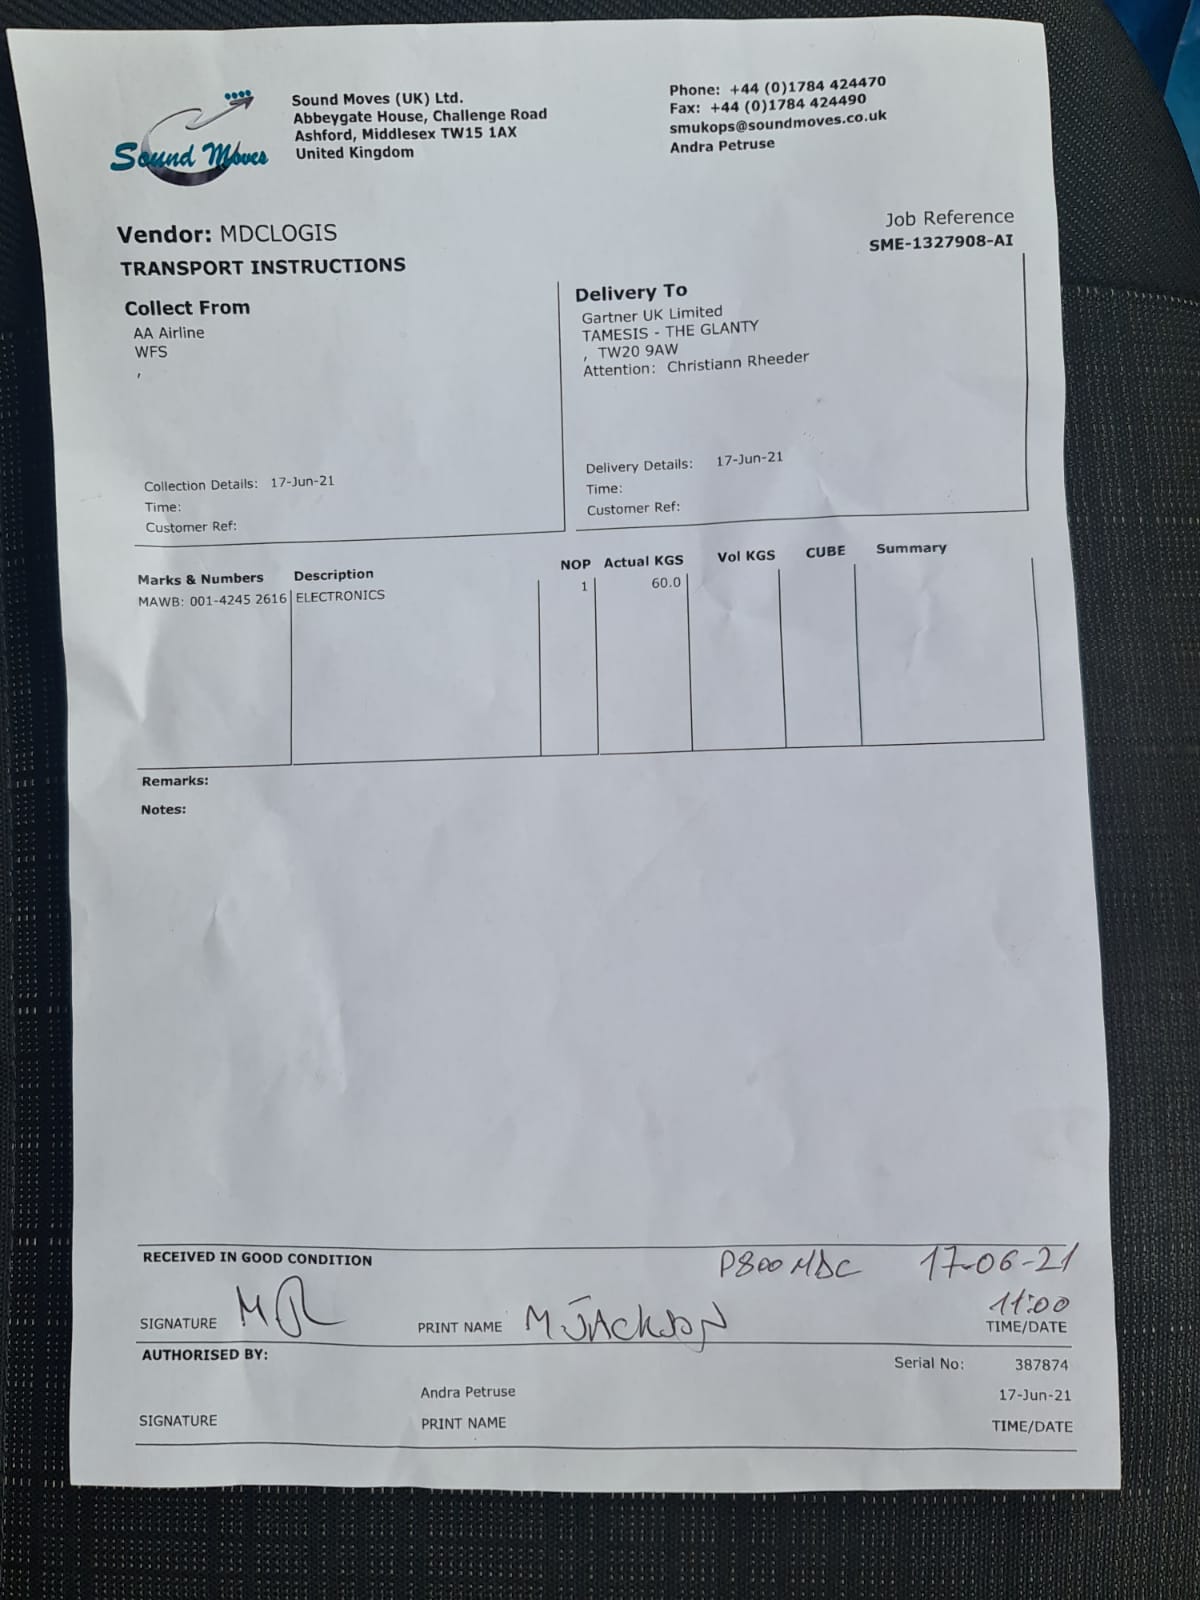 Sound Moves
Sound Moves (UK) Ltd.
Abbeygate House, Challenge Road
Ashford, Middlesex TW15 1AX
United Kingdom
Phone: +44 (0)1784 424470
Fax: +44 (0)1784 424490
smukops@soundmoves.co.uk
Andra Petruse
Vendor: MDCLOGIS
TRANSPORT INSTRUCTIONS
Job Reference
SME-1327908-AI
Collect From
AA Airline
WFS
,
Collection Details: 17-Jun-21
Time:
Customer Ref:
Delivery To
Gartner UK Limited
TAMESIS - THE GLANTY
, TW20 9AW
Attention: Christiann Rheeder
Delivery Details: 17-Jun-21
Time:
Customer Ref:
Marks & Numbers Description NOP Actual KGS Vol KGS CUBE Summary
MAWB: 001-4245 2616 ELECTRONICS 1 60.0
Remarks:
Notes:
RECEIVED IN GOOD CONDITION P800 MDC 17-06-21
11:00
SIGNATURE PRINT NAME M JACKSON TIME/DATE
AUTHORISED BY: Serial No: 387874
Andra Petruse 17-Jun-21
SIGNATURE PRINT NAME TIME/DATE